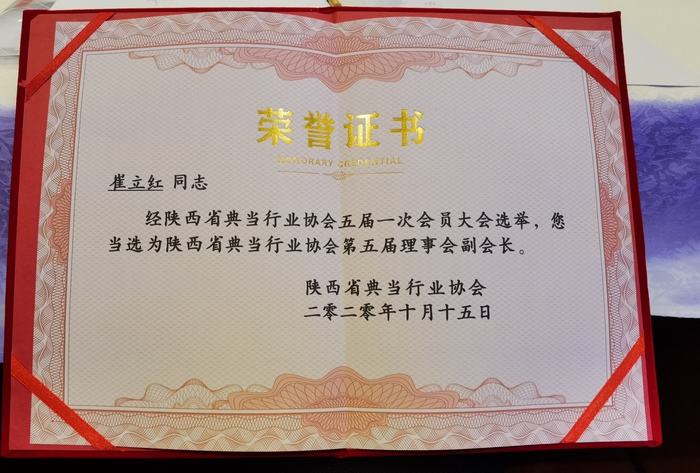 荣誉证书
HONORARY CREDENTIAL
崔立红 同志
经陕西省典当行业协会五届一次会员大会选举，您
当选为陕西省典当行业协会第五届理事会副会长。
陕西省典当行业协会
二零二零年十月十五日